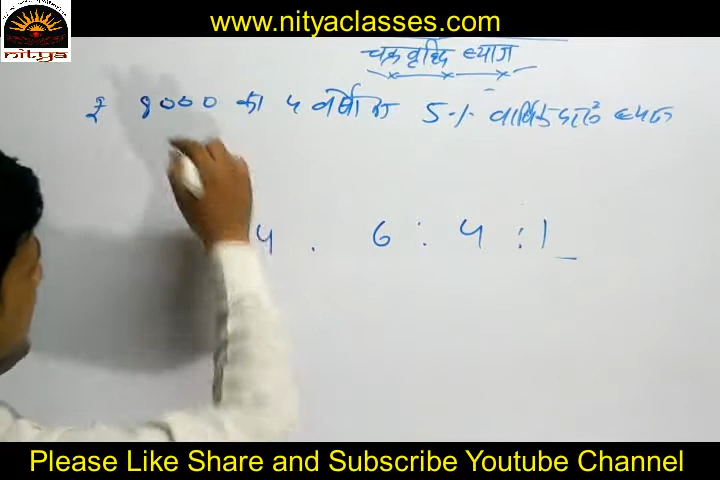 www.nityaclasses.com
nitya
चक्रवृद्धि ब्याज
₹ 8000 का 4 वर्षों का 5 % वार्षिक दर से ब्याज
4 . 6 : 4 : 1
Please Like Share and Subscribe Youtube Channel